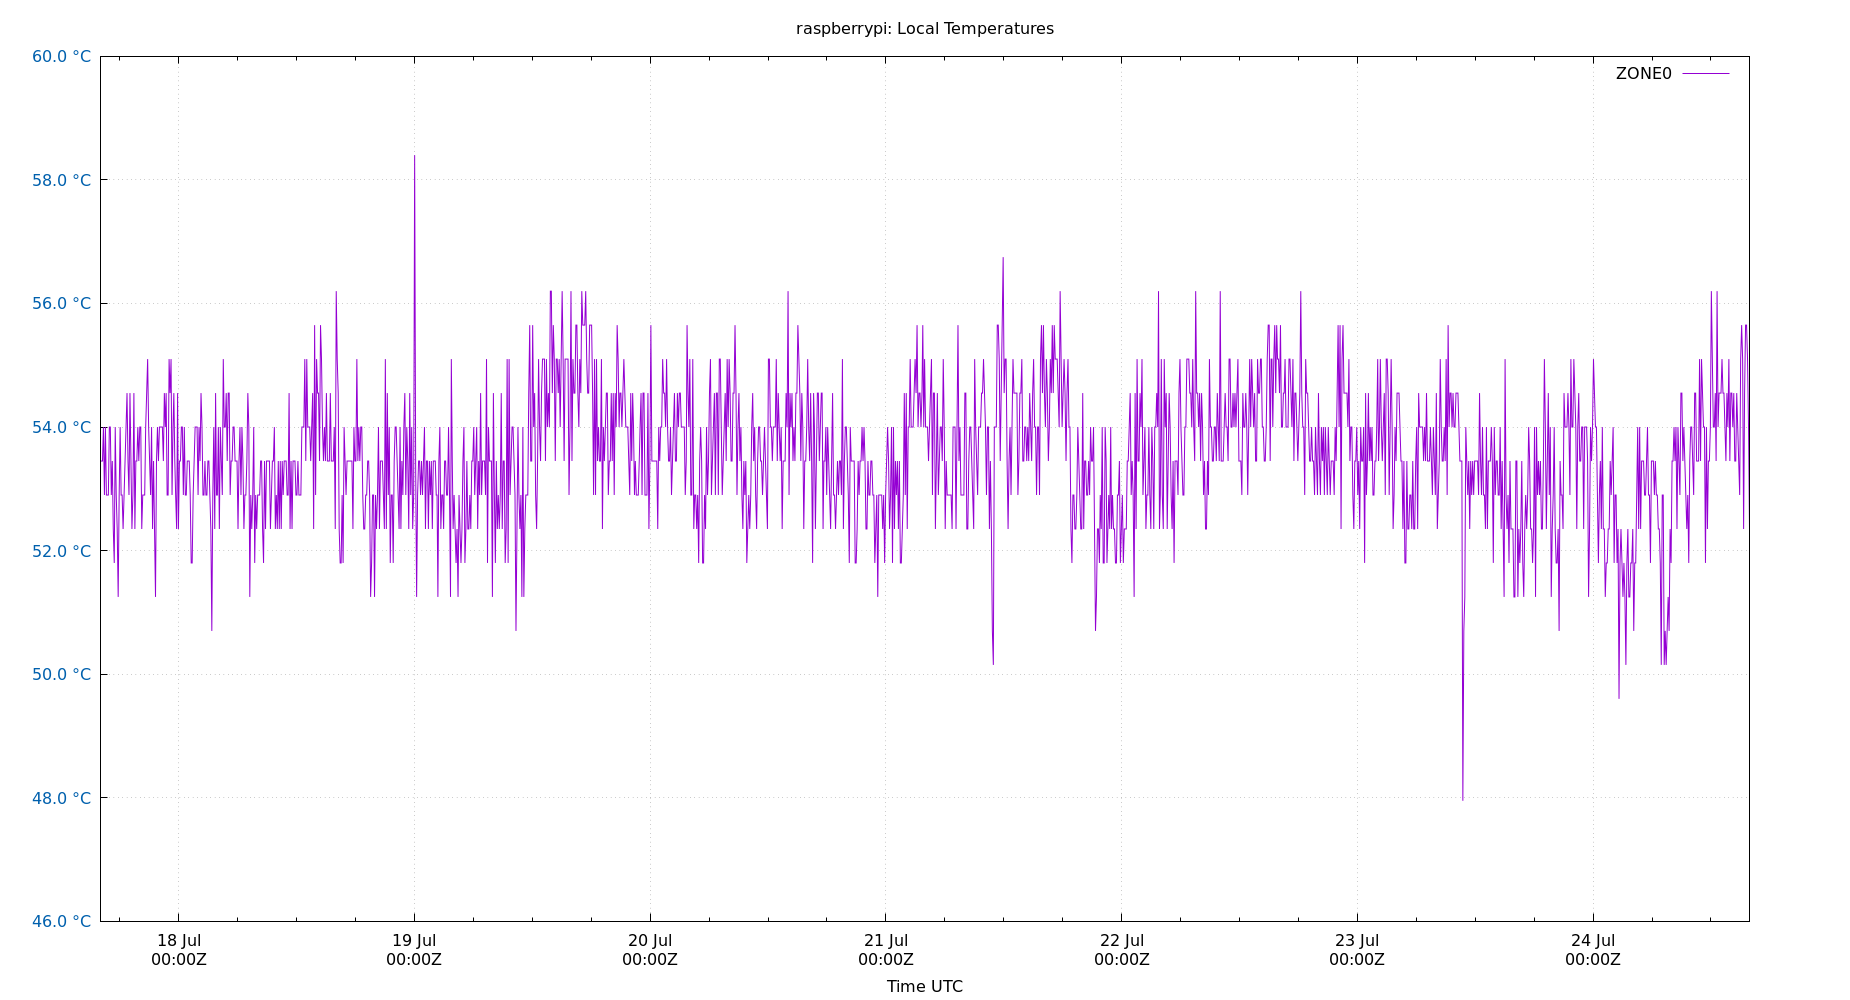 raspberrypi: Local Temperatures
60.0 °C
ZONE0
58.0 °C
56.0 °C
54.0 °C
52.0 °C
50.0 °C
48.0 °C
46.0 °C
18 Jul 19 Jul 20 Jul 21 Jul 22 Jul 23 Jul 24 Jul
00:00Z 00:00Z 00:00Z 00:00Z 00:00Z 00:00Z 00:00Z
Time UTC